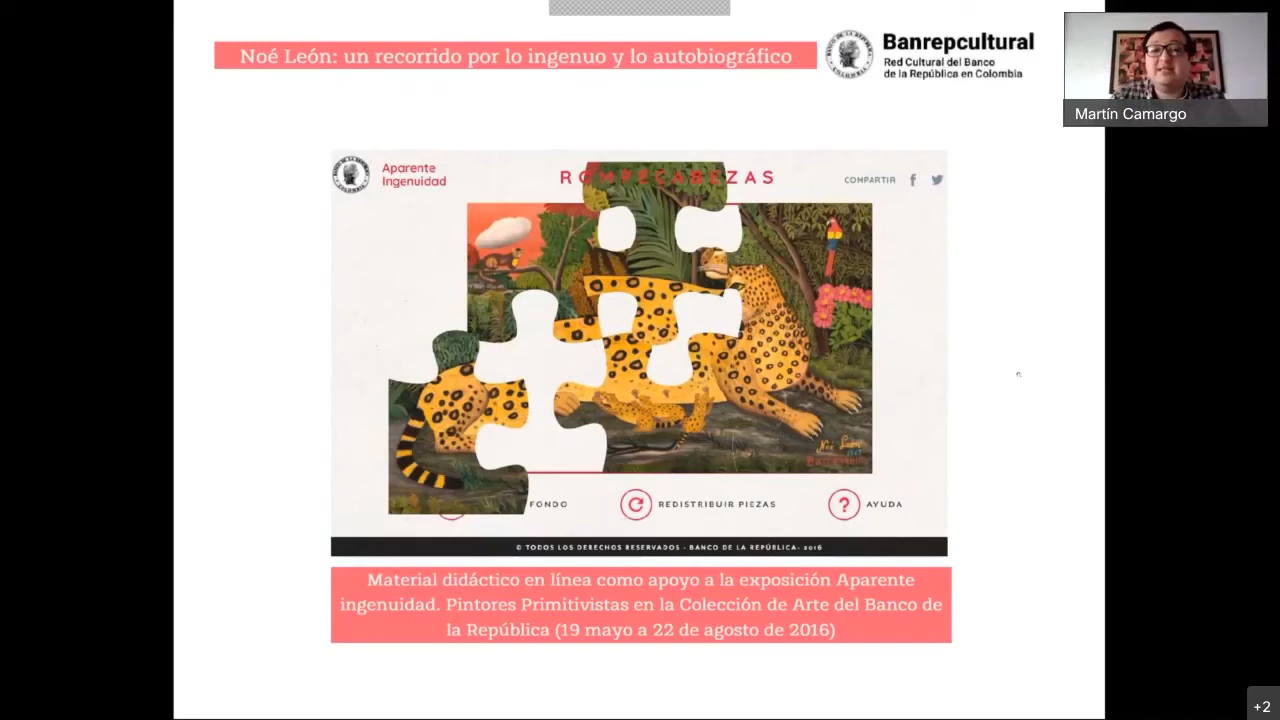 Noé León: un recorrido por lo ingenuo y lo autobiográfico
Banrepcultural
Red Cultural del Banco
de la República en Colombia
Martín Camargo
Aparente
Ingenuidad
ROMPECABEZAS
COMPARTIR
Noé León
FONDO
REDISTRIBUIR PIEZAS
? AYUDA
© TODOS LOS DERECHOS RESERVADOS - BANCO DE LA REPÚBLICA- 2016
Material didáctico en línea como apoyo a la exposición Aparente
ingenuidad. Pintores Primitivistas en la Colección de Arte del Banco de
la República (19 mayo a 22 de agosto de 2016)
+2